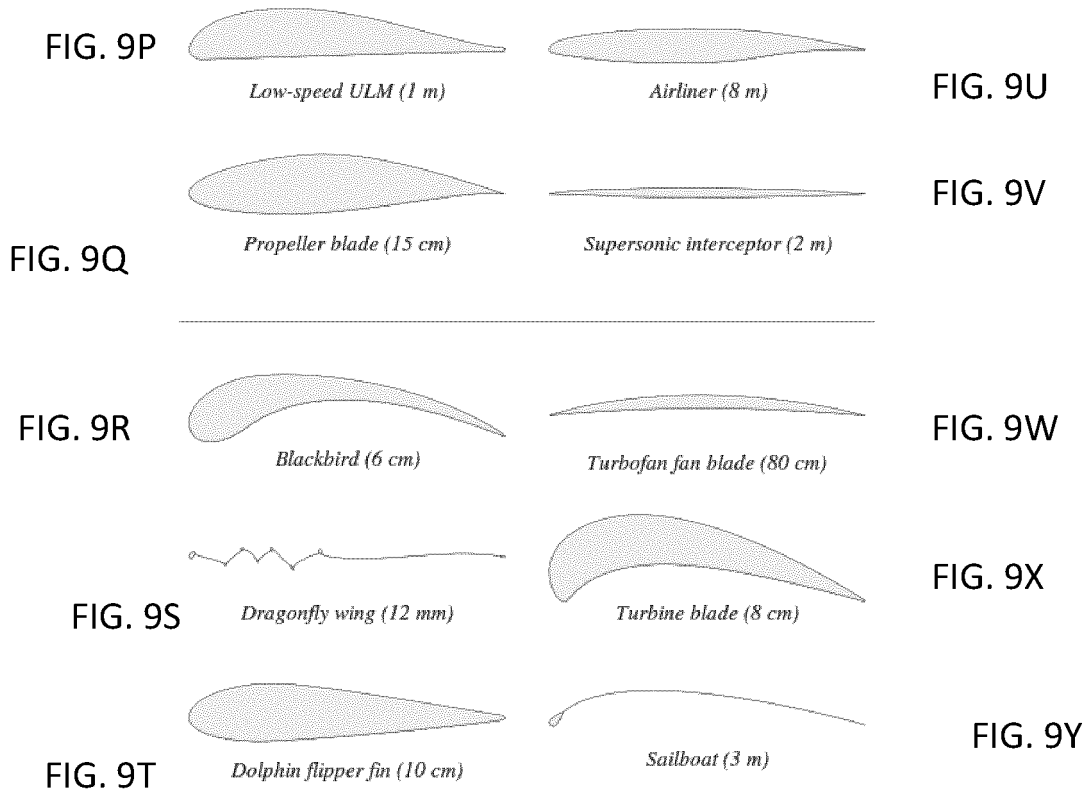 FIG. 9P
Low-speed ULM (1 m)
Airliner (8 m)
FIG. 9U
Propeller blade (15 cm)
Supersonic interceptor (2 m)
FIG. 9V
FIG. 9Q
FIG. 9R
Blackbird (6 cm)
Turbofan fan blade (80 cm)
FIG. 9W
FIG. 9S
Dragonfly wing (12 mm)
Turbine blade (8 cm)
FIG. 9X
FIG. 9T
Dolphin flipper fin (10 cm)
Sailboat (3 m)
FIG. 9Y